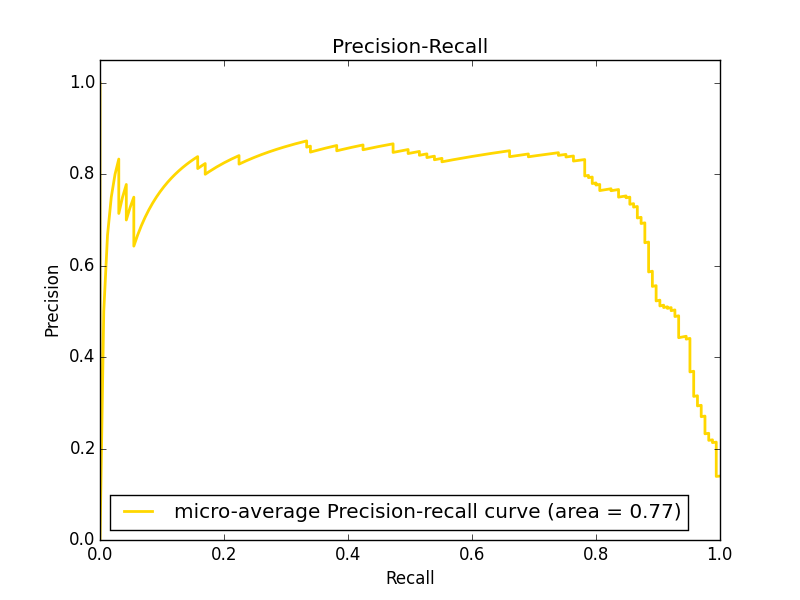 Precision-Recall
1.0
0.8
0.6
0.4
0.2
0.0
Precision
micro-average Precision-recall curve (area = 0.77)
0.0 0.2 0.4 0.6 0.8 1.0
Recall